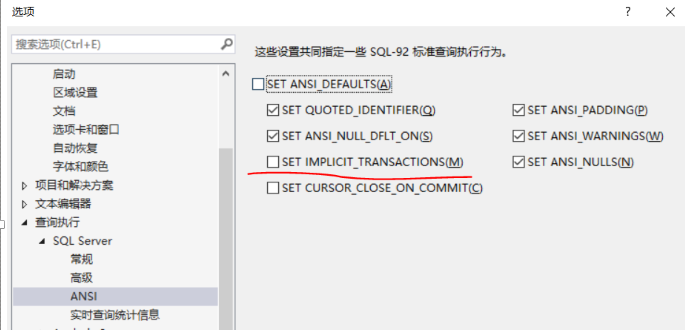 选项
? ×
搜索选项(Ctrl+E)
启动
区域设置
文档
选项卡和窗口
自动恢复
字体和颜色
项目和解决方案
文本编辑器
查询执行
SQL Server
常规
高级
ANSI
实时查询统计信息
这些设置共同指定一些 SQL-92 标准查询执行行为。
SET ANSI_DEFAULTS(A)
SET QUOTED_IDENTIFIER(Q)
SET ANSI_PADDING(P)
SET ANSI_NULL_DFLT_ON(S)
SET ANSI_WARNINGS(W)
SET IMPLICIT_TRANSACTIONS(M)
SET ANSI_NULLS(N)
SET CURSOR_CLOSE_ON_COMMIT(C)